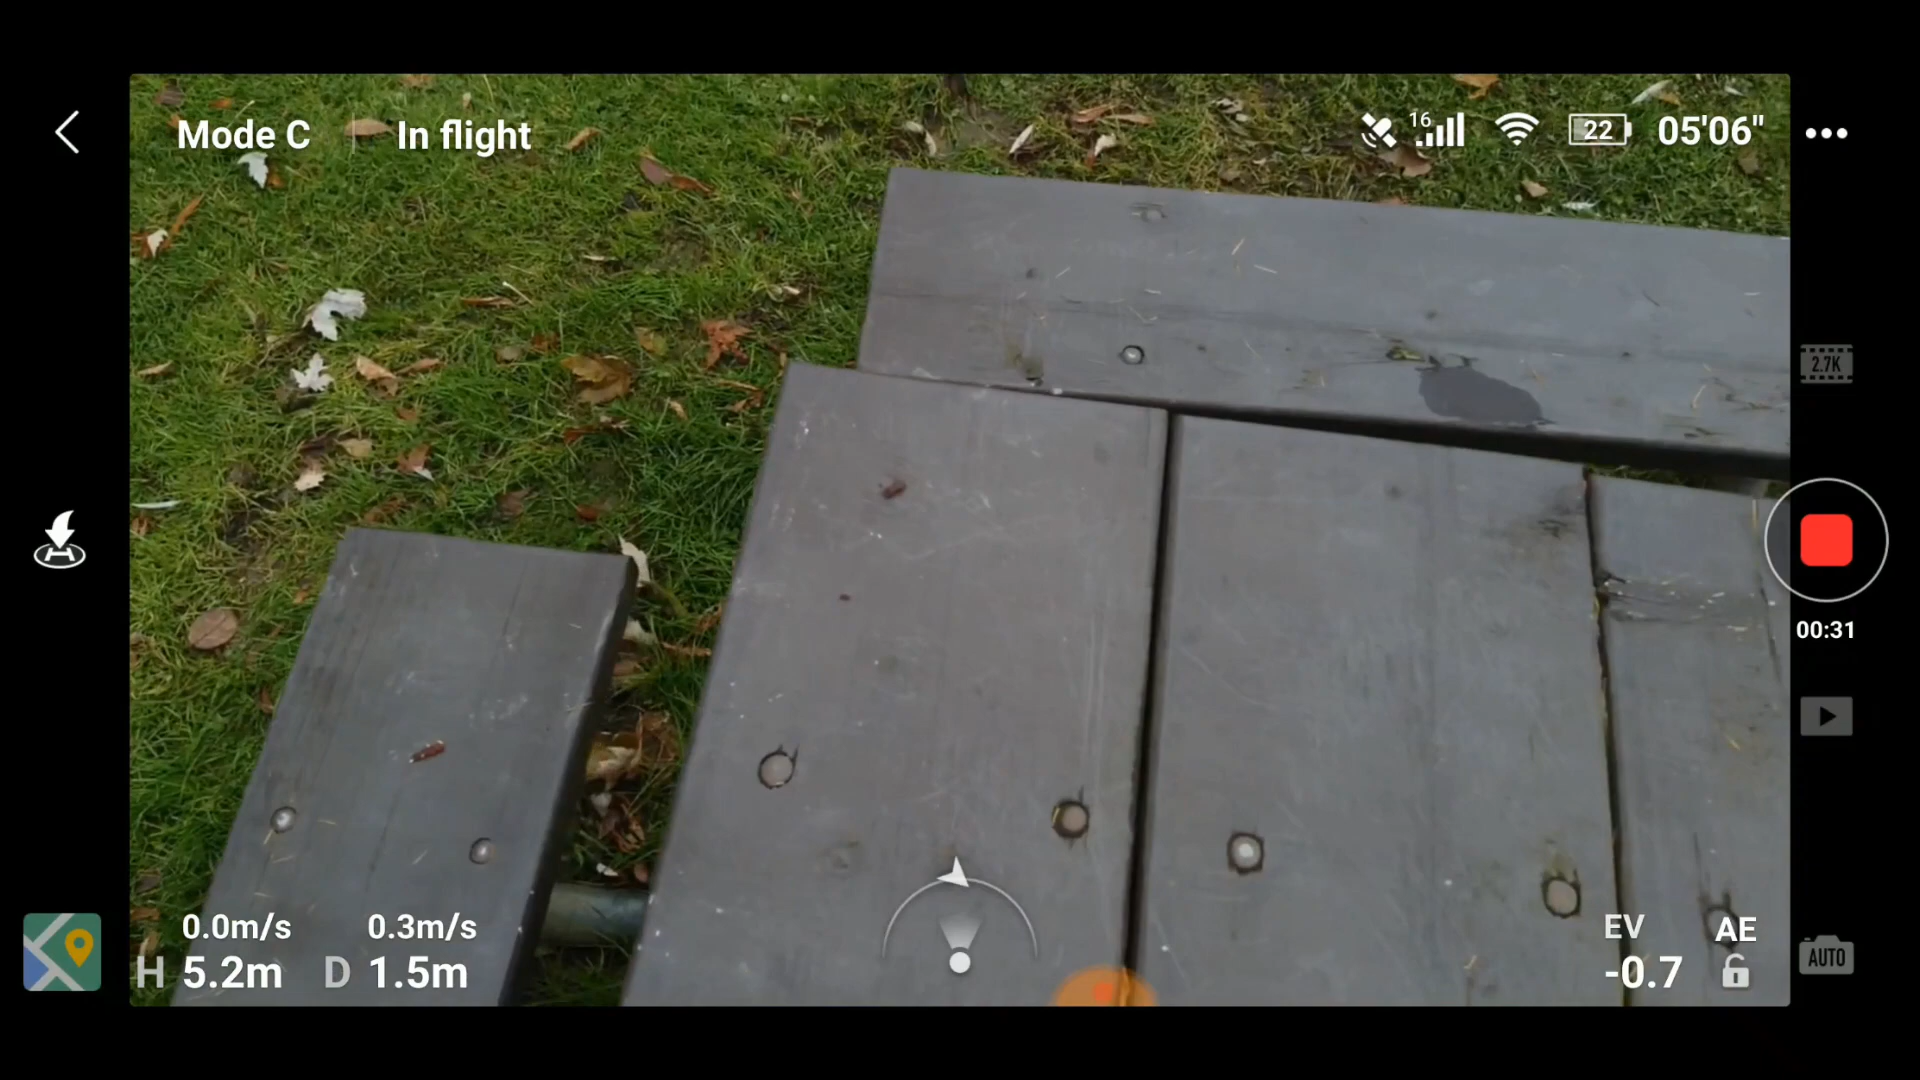 Mode C In flight 16 22 05'06"
2.7K
00:31
0.0m/s 0.3m/s EV AE
H 5.2m D 1.5m -0.7 AUTO